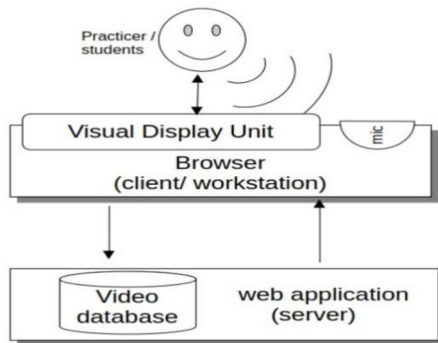 Practicer /
students
Visual Display Unit
mic
Browser
(client/ workstation)
Video
database
web application
(server)